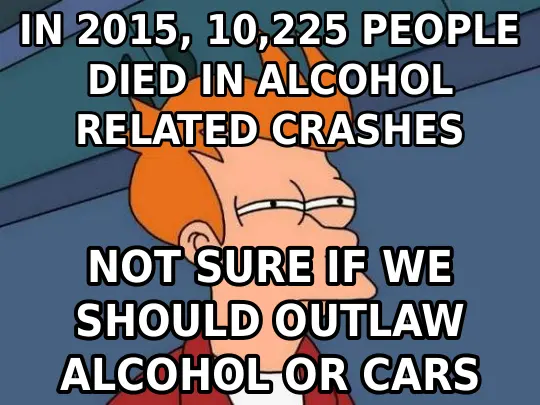 IN 2015, 10,225 PEOPLE
DIED IN ALCOHOL
RELATED CRASHES
NOT SURE IF WE
SHOULD OUTLAW
ALCOHOL OR CARS